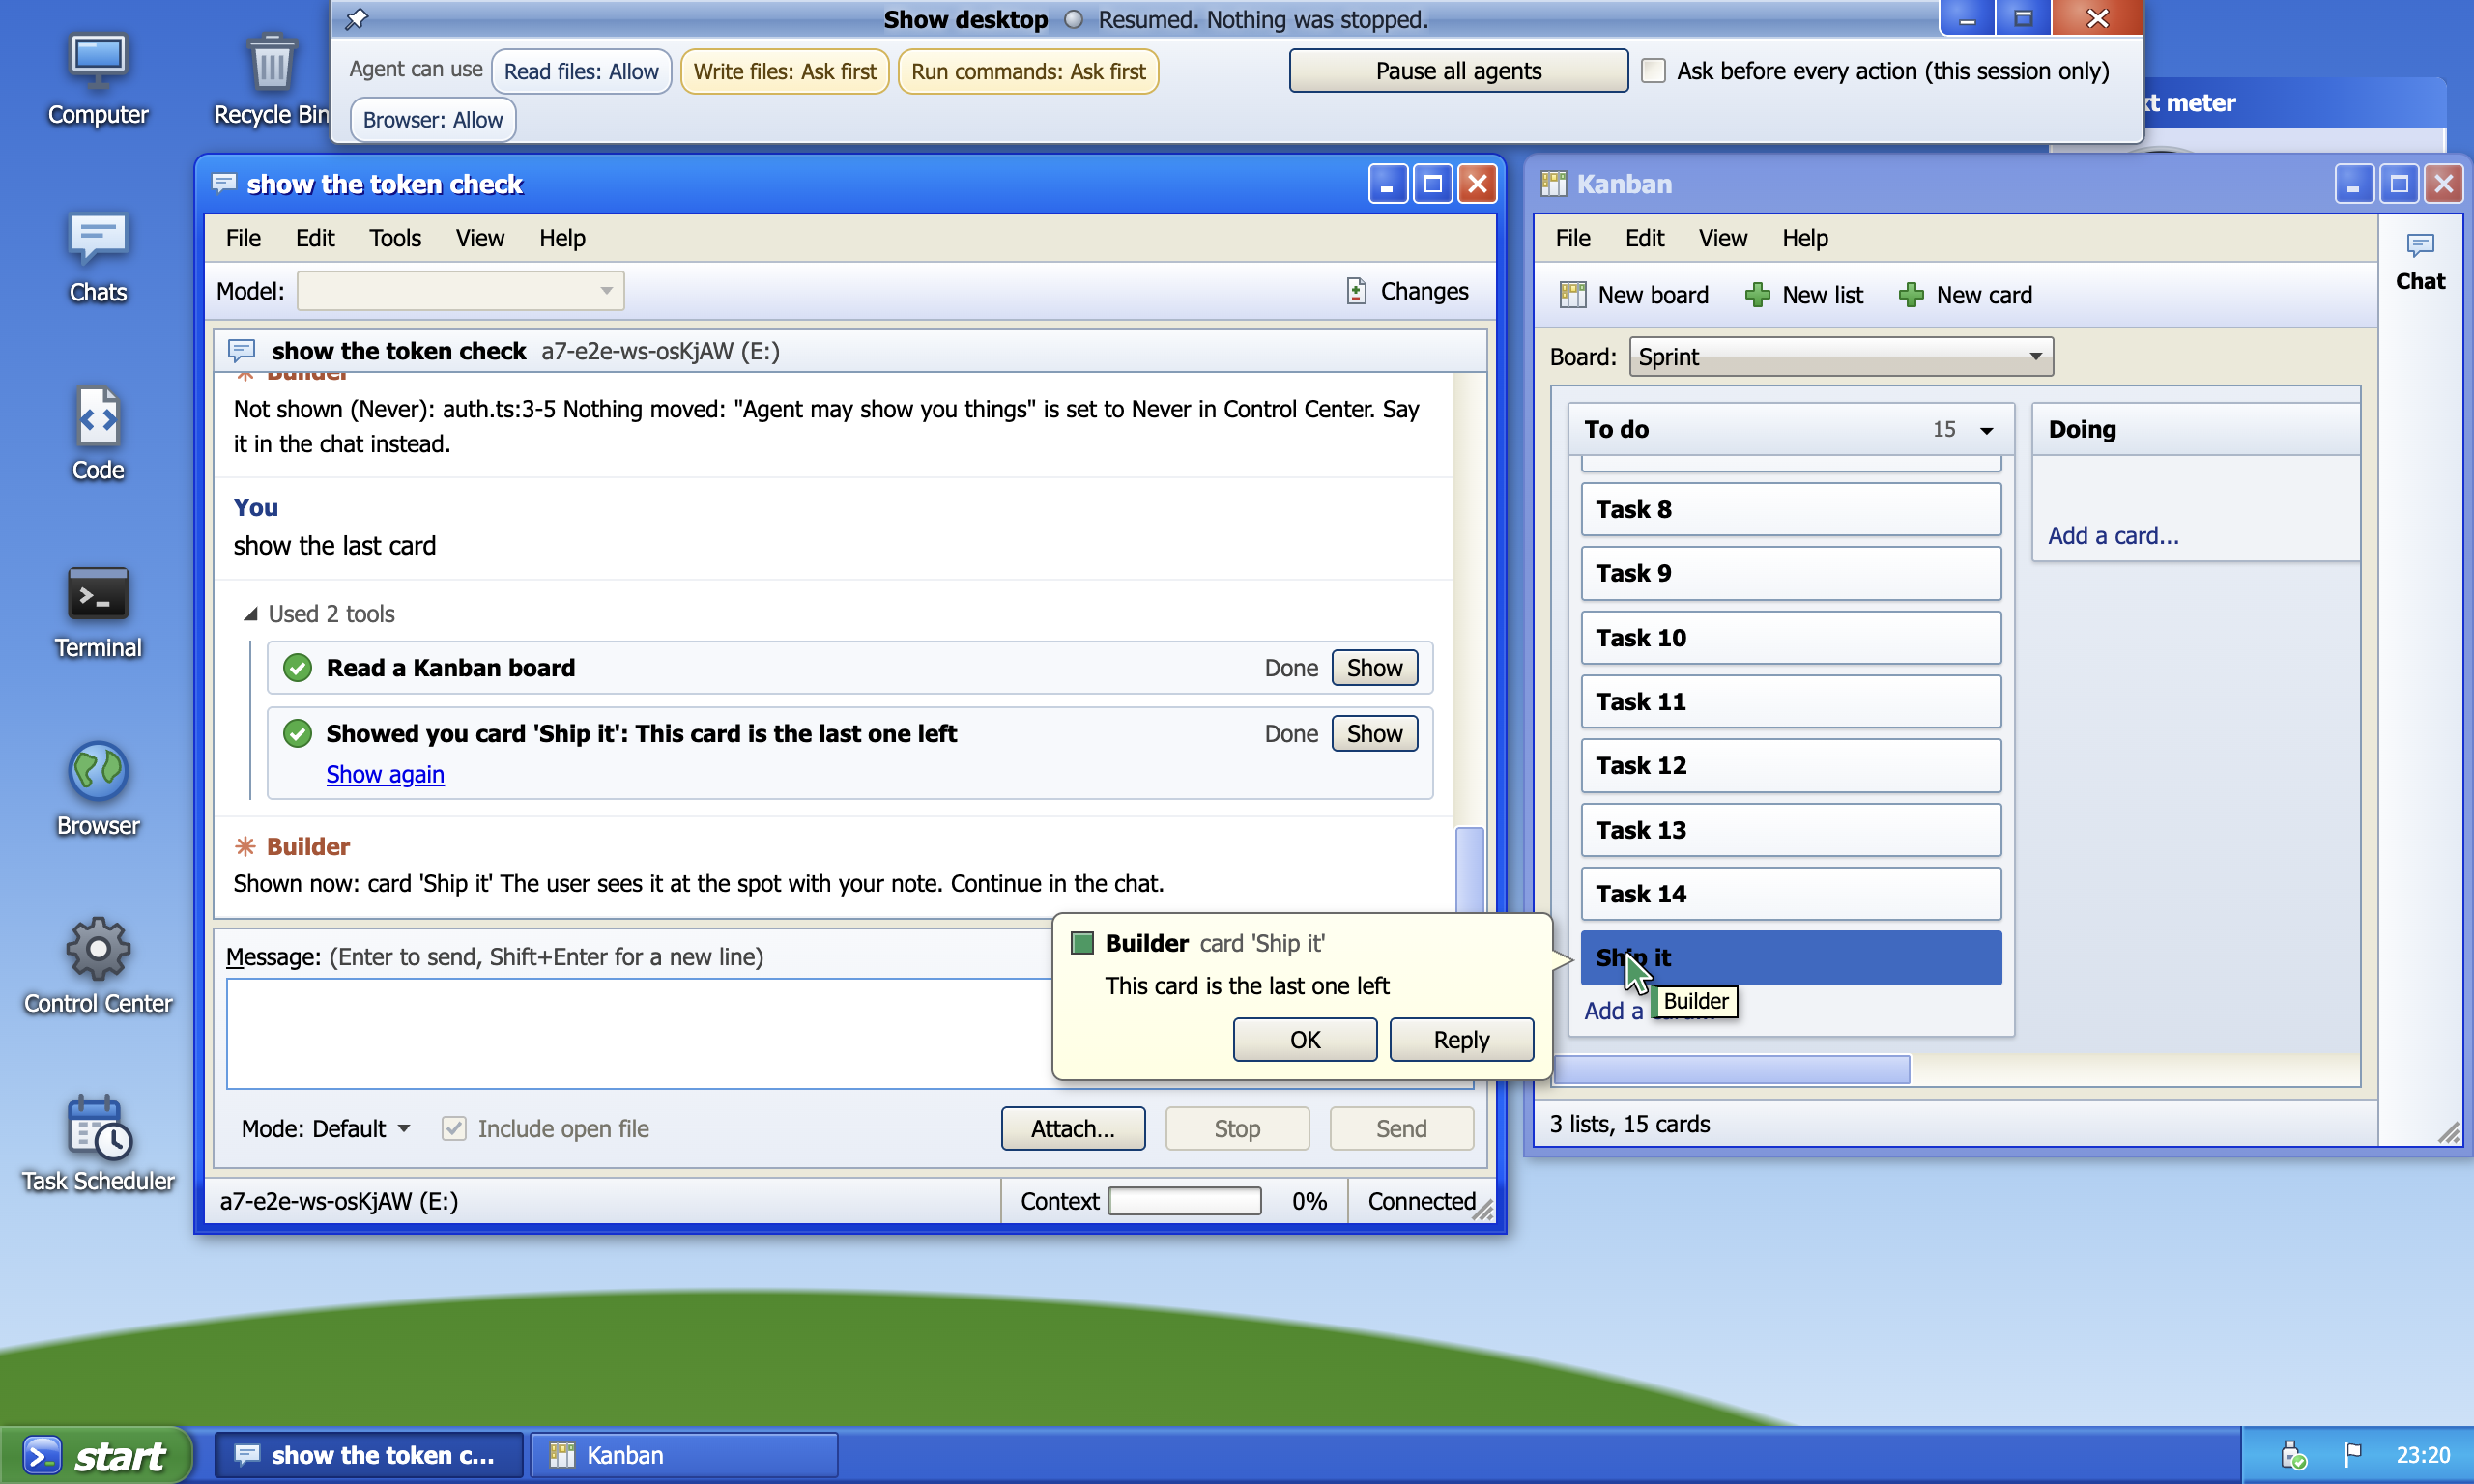 Show desktop Resumed. Nothing was stopped.
Agent can use Read files: Allow Write files: Ask first Run commands: Ask first
Browser: Allow
Pause all agents Ask before every action (this session only)
Computer
Recycle Bin
Chats
Code
Terminal
Browser
Control Center
Task Scheduler
meter
show the token check
File Edit Tools View Help
Model: Changes
show the token check a7-e2e-ws-osKjAW (E:)
Builder
Not shown (Never): auth.ts:3-5 Nothing moved: "Agent may show you things" is set to Never in Control Center. Say
it in the chat instead.
You
show the last card
Used 2 tools
Read a Kanban board Done Show
Showed you card 'Ship it': This card is the last one left Done Show
Show again
Builder
Shown now: card 'Ship it' The user sees it at the spot with your note. Continue in the chat.
Message: (Enter to send, Shift+Enter for a new line)
Builder card 'Ship it'
This card is the last one left
OK Reply
Mode: Default Include open file Attach... Stop Send
a7-e2e-ws-osKjAW (E:) Context 0% Connected
Kanban
File Edit View Help
New board New list New card
Chat
Board: Sprint
To do 15
Task 8
Task 9
Task 10
Task 11
Task 12
Task 13
Task 14
Ship it
Builder
Add a
Doing
Add a card...
3 lists, 15 cards
start show the token c... Kanban 23:20